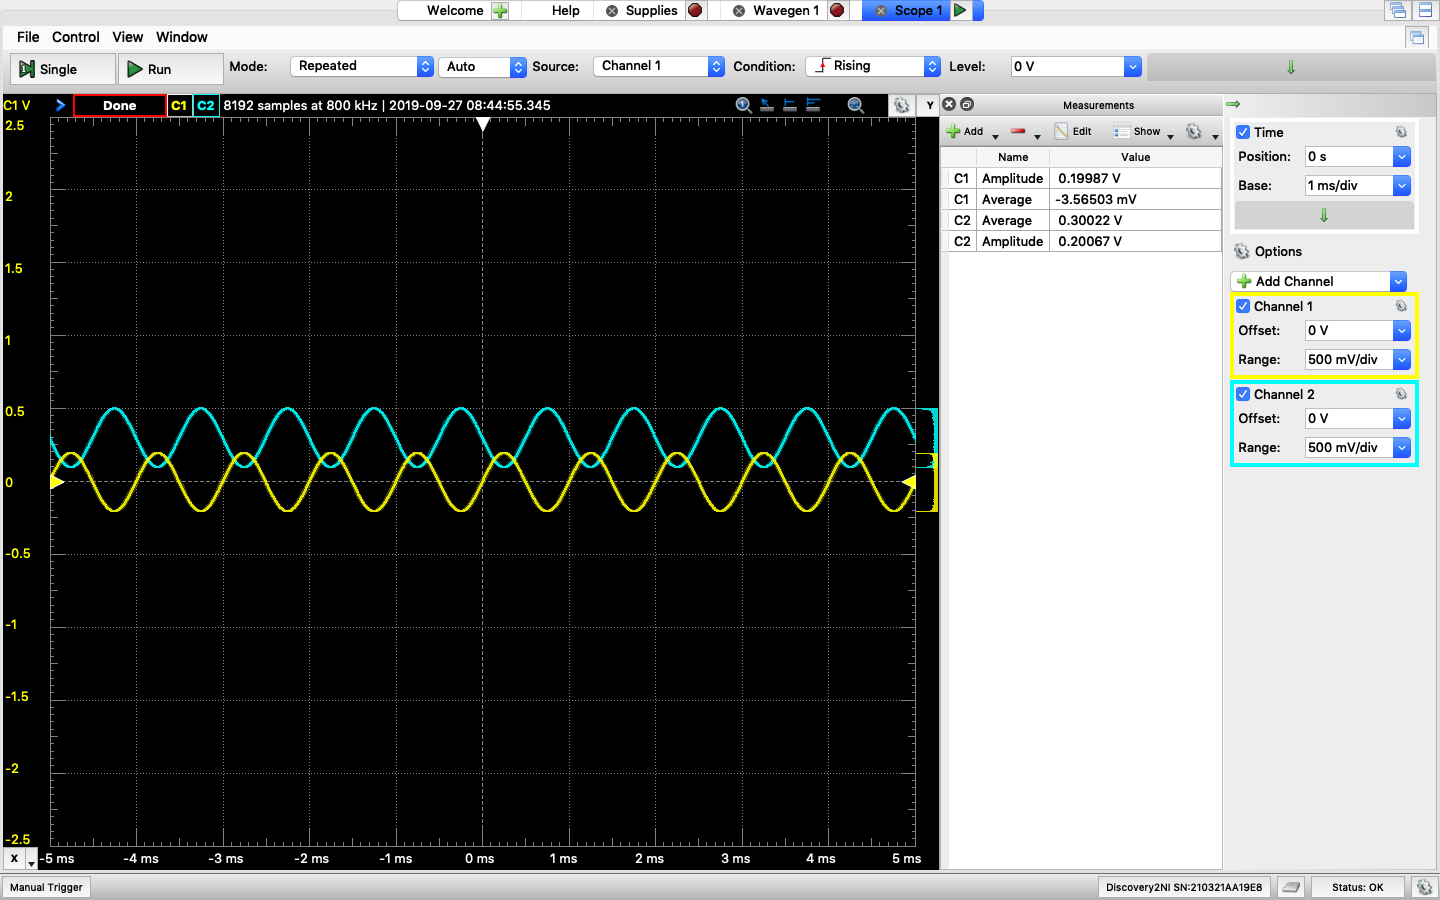 Welcome Help Supplies Wavegen 1 Scope 1
File Control View Window
Single Run Mode: Repeated Auto Source: Channel 1 Condition: Rising Level: 0 V
C1 V Done C1 C2 8192 samples at 800 kHz | 2019-09-27 08:44:55.345 Y
2.5
2
1.5
1
0.5
0
-0.5
-1
-1.5
-2
-2.5
X -5 ms -4 ms -3 ms -2 ms -1 ms 0 ms 1 ms 2 ms 3 ms 4 ms 5 ms
Measurements
Add Edit Show
Name Value
C1 Amplitude 0.19987 V
C1 Average -3.56503 mV
C2 Average 0.30022 V
C2 Amplitude 0.20067 V
Time
Position: 0 s
Base: 1 ms/div
Options
Add Channel
Channel 1
Offset: 0 V
Range: 500 mV/div
Channel 2
Offset: 0 V
Range: 500 mV/div
Manual Trigger Discovery2NI SN:210321AA19E8 Status: OK